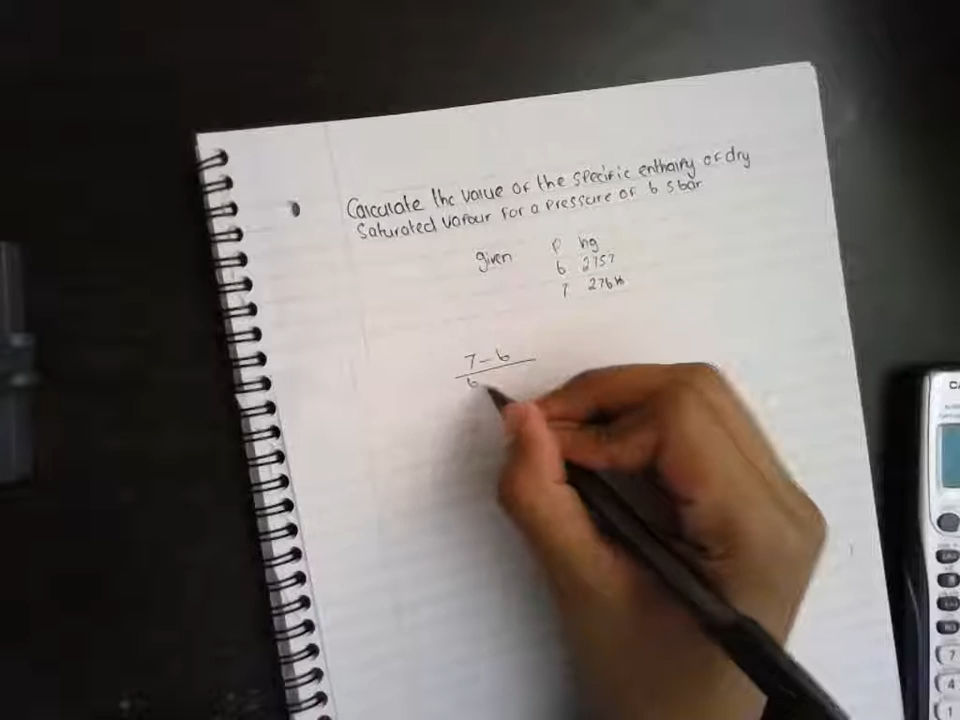 Calculate the value of the specific enthalpy of dry
Saturated vapour for a pressure of 6 5 bar
given
P hg
6 2757
7 2764
7-6
6